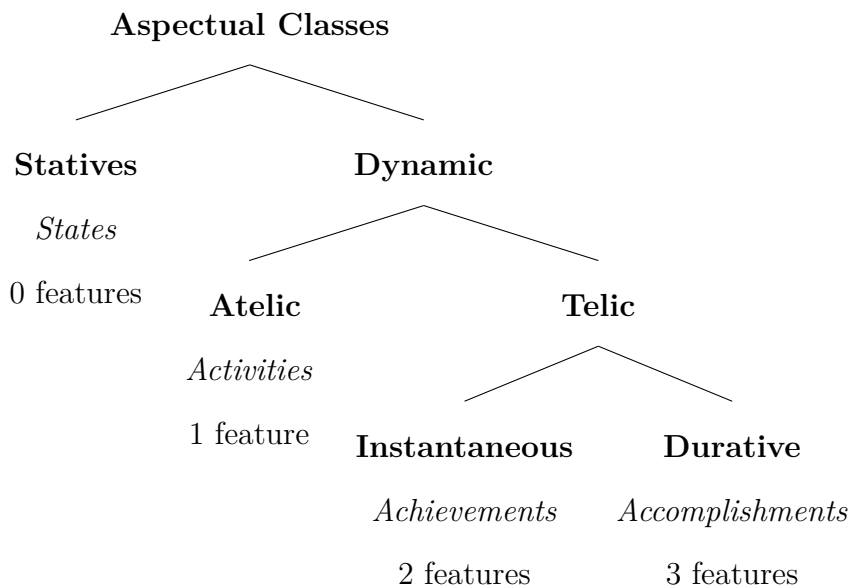 Aspectual Classes
Statives
Dynamic
States
0 features
Atelic
Telic
Activities
1 feature
Instantaneous
Durative
Achievements
Accomplishments
2 features
3 features